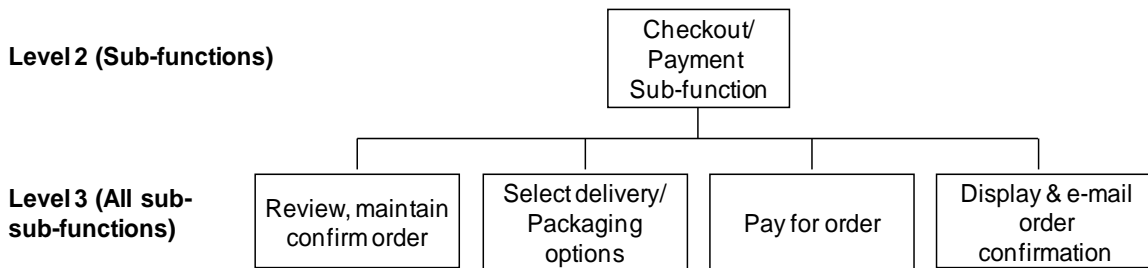 Level 2 (Sub-functions)
Checkout/
Payment
Sub-function
Level 3 (All sub-
sub-functions)
Review, maintain
confirm order
Select delivery/
Packaging
options
Pay for order
Display & e-mail
order
confirmation